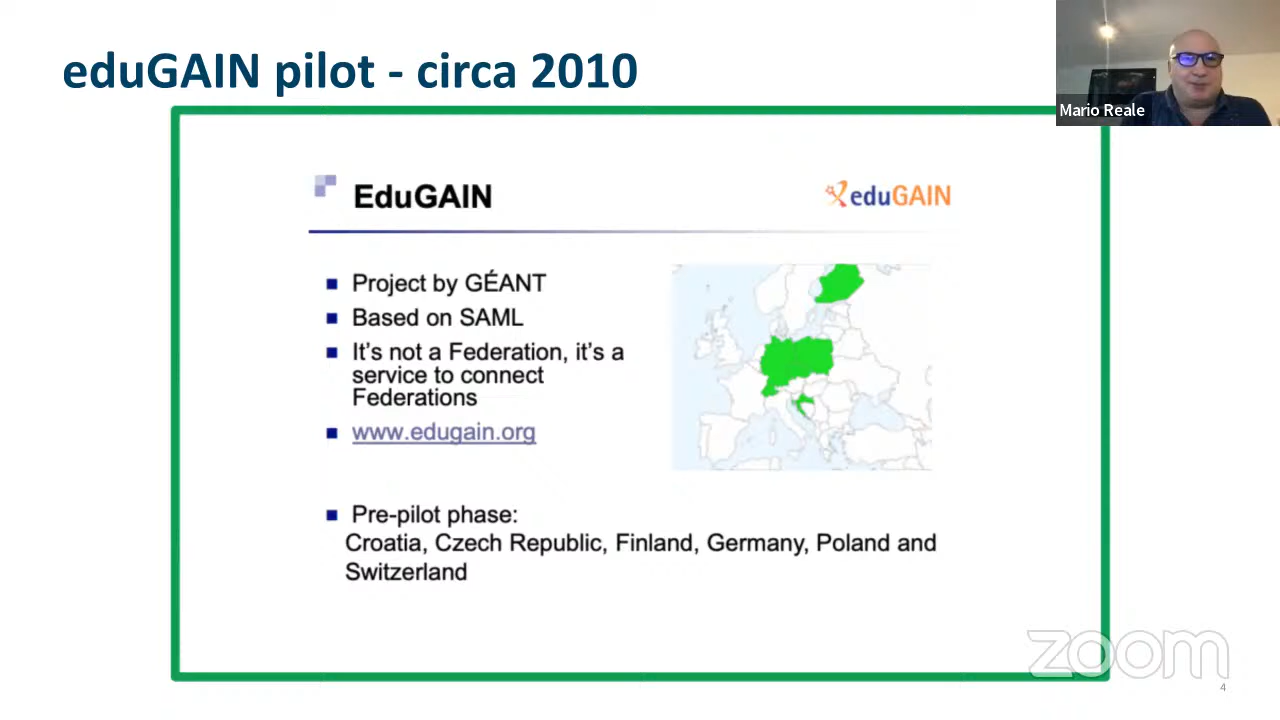 eduGAIN pilot - circa 2010
Mario Reale
EduGAIN
eduGAIN
Project by GÉANT
Based on SAML
It's not a Federation, it's a
service to connect
Federations
www.edugain.org
Pre-pilot phase:
Croatia, Czech Republic, Finland, Germany, Poland and
Switzerland
zoom
4